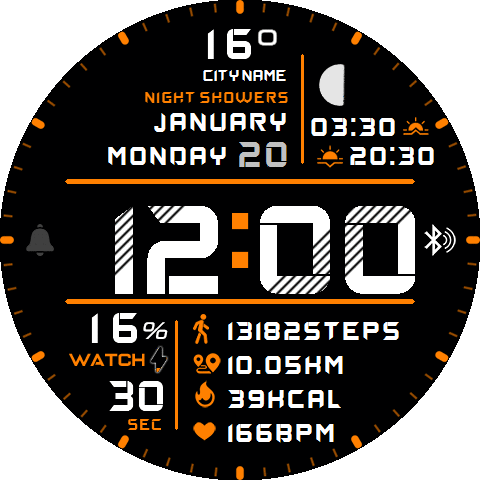 16°
CITYNAME
NIGHT SHOWERS
JANUARY
03:30
MONDAY 20
20:30
12:00
16%
WATCH
30
SEC
13182STEPS
10.05KM
39KCAL
166BPM